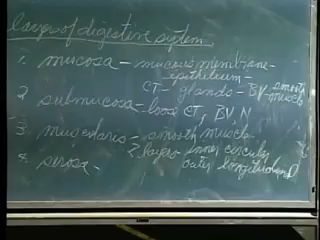 layers of digestive system
1. mucosa - mucous membrane -
epithelium -
CT - glands - BV - smooth
muscle
2 submucosa - loose CT, BV, N
3. muscularis - smooth muscle
2 layers inner circular
outer longitudinal
4. serosa -